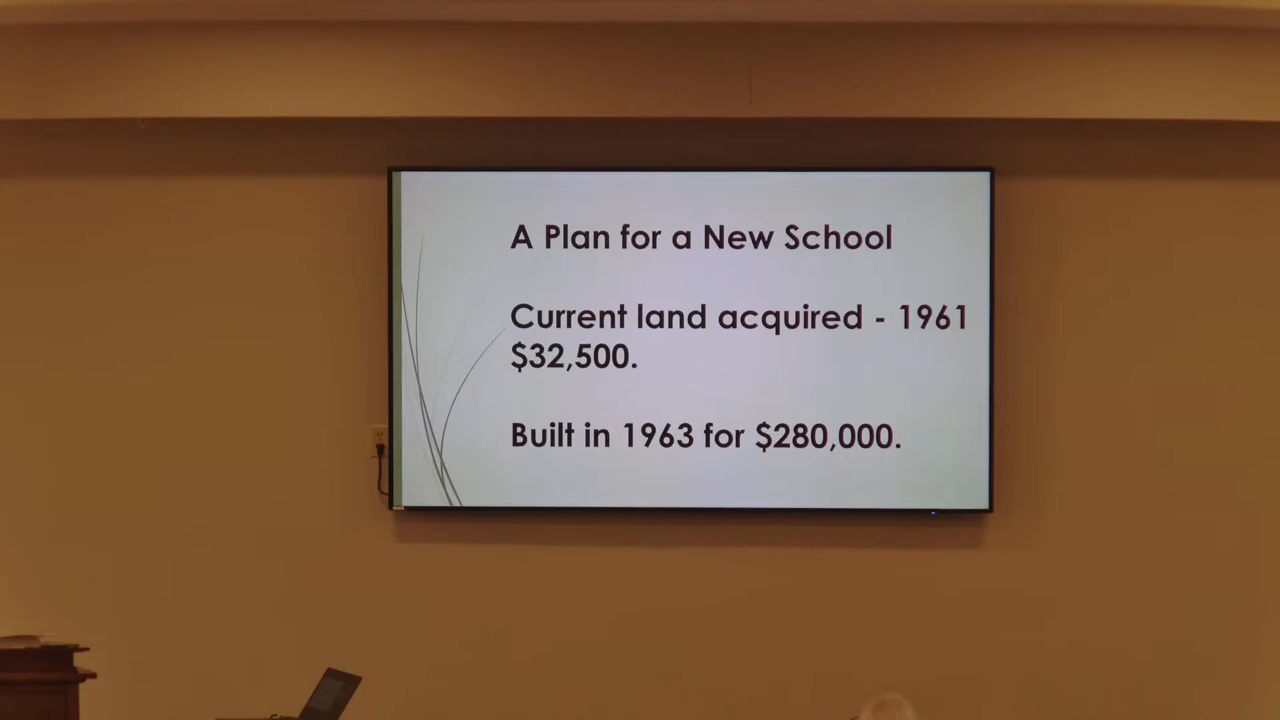 A Plan for a New School
Current land acquired - 1961
$32,500.
Built in 1963 for $280,000.